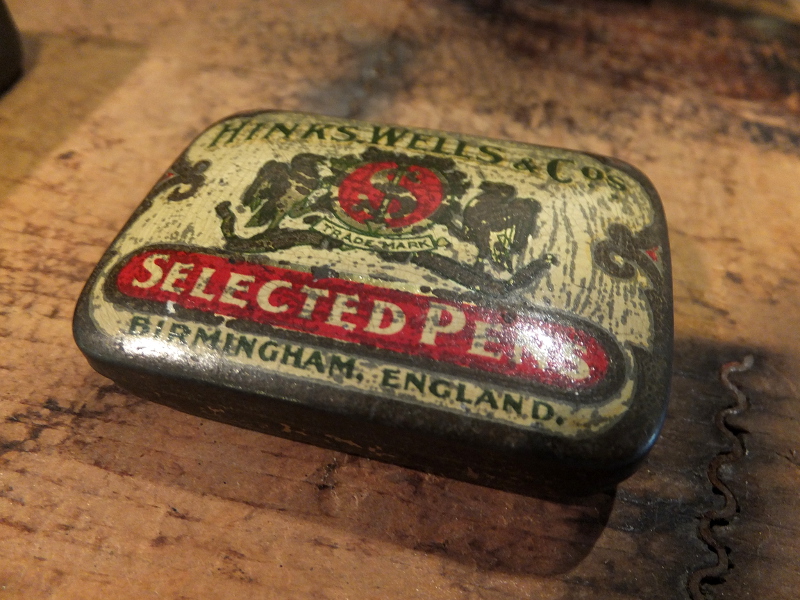 HINKS, WELLS & CO'S
S
TRADE MARK
SELECTED PENS
BIRMINGHAM, ENGLAND.